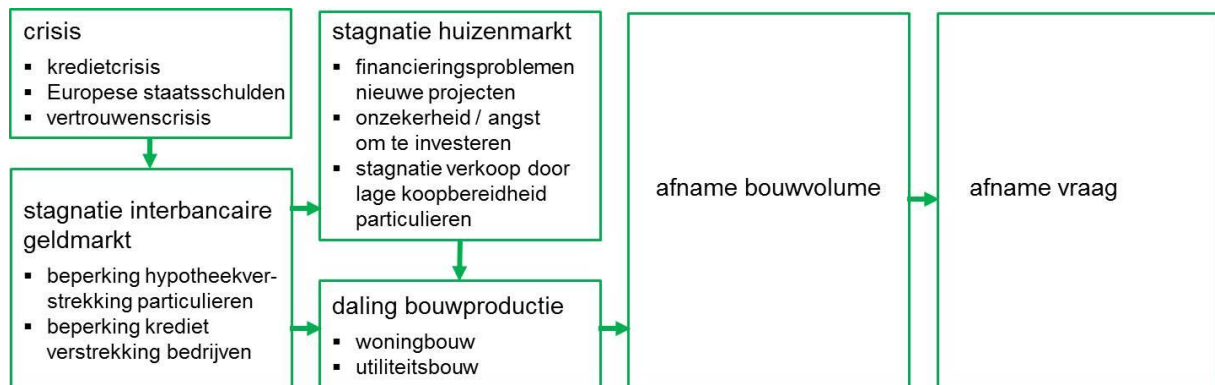 crisis
▪ kredietcrisis
▪ Europese staatsschulden
▪ vertrouwenscrisis
stagnatie interbancaire
geldmarkt
▪ beperking hypotheekver-
strekking particulieren
▪ beperking krediet
verstrekking bedrijven
stagnatie huizenmarkt
▪ financieringsproblemen
nieuwe projecten
▪ onzekerheid / angst
om te investeren
▪ stagnatie verkoop door
lage koopbereidheid
particulieren
daling bouwproductie
▪ woningbouw
▪ utiliteitsbouw
afname bouwvolume
afname vraag